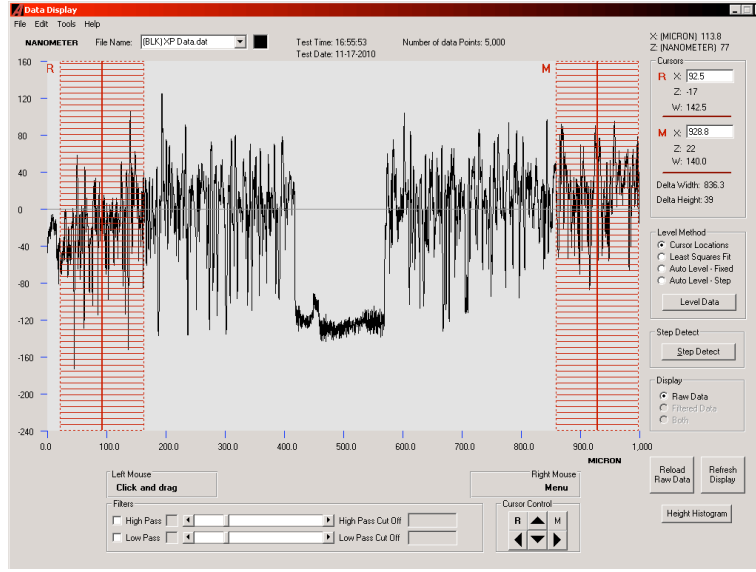 Data Display
File Edit Tools Help
NANOMETER File Name: (BLK) XP Data.dat Test Time: 16:55:53 Number of data Points: 5,000
Test Date: 11-17-2010
X: (MICRON) 113.8
Z: (NANOMETER) 77
160
120
80
40
0
-40
-80
-120
-160
-200
-240
R
M
0.0 100.0 200.0 300.0 400.0 500.0 600.0 700.0 800.0 900.0 1,000
MICRON
Cursors
R X: 92.5
Z: -17
W: 142.5
M X: 928.8
Z: 22
W: 140.0
Delta Width: 836.3
Delta Height: 39
Level Method
Cursor Locations
Least Squares Fit
Auto Level - Fixed
Auto Level - Step
Level Data
Step Detect
Step Detect
Display
Raw Data
Filtered Data
Both
Reload Raw Data
Refresh Display
Height Histogram
Left Mouse
Click and drag
Right Mouse
Menu
Filters
High Pass High Pass Cut Off
Low Pass Low Pass Cut Off
Cursor Control
R M